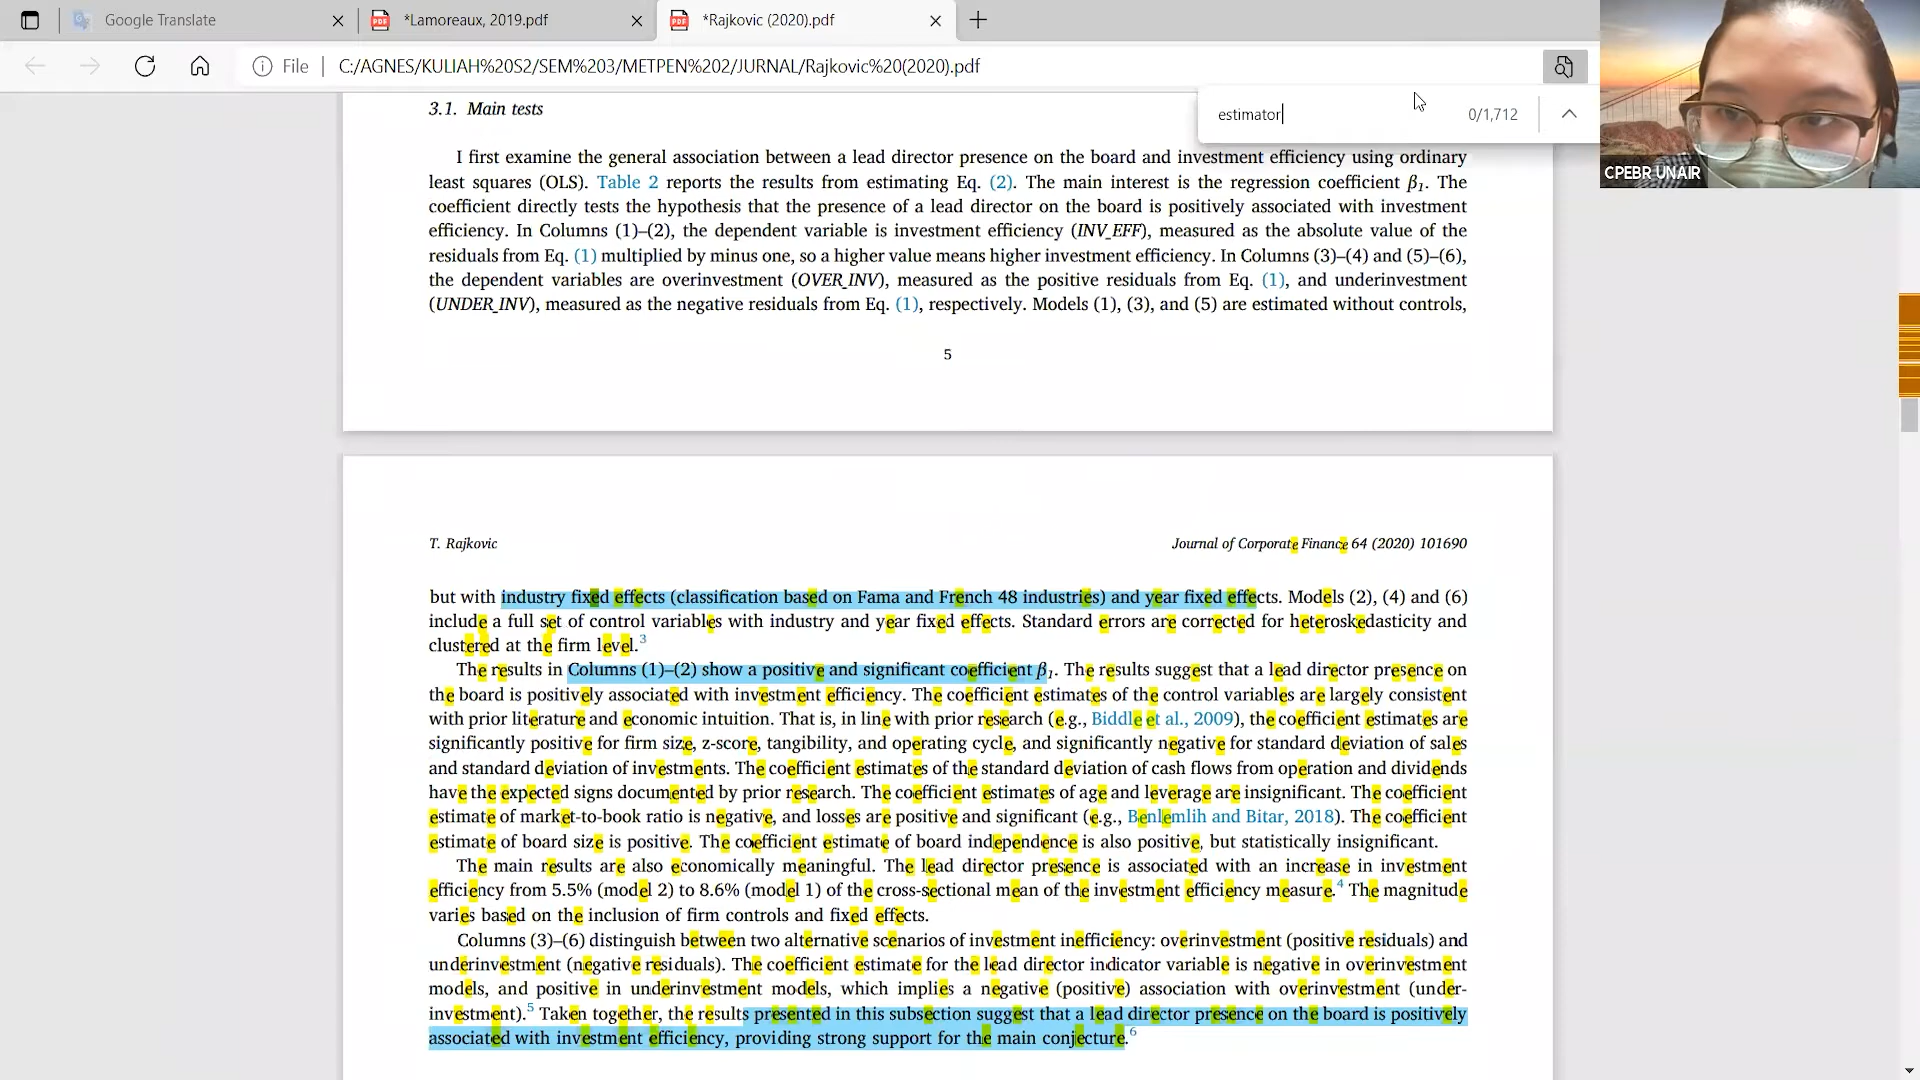 Google Translate
*Lamoreaux, 2019.pdf
*Rajkovic (2020).pdf
File
C:/AGNES/KULIAH%20S2/SEM%203/METPEN%202/JURNAL/Rajkovic%20(2020).pdf
estimator
0/1,712
CPEBR UNAIR
3.1. Main tests
I first examine the general association between a lead director presence on the board and investment efficiency using ordinary
least squares (OLS). Table 2 reports the results from estimating Eq. (2). The main interest is the regression coefficient β1. The
coefficient directly tests the hypothesis that the presence of a lead director on the board is positively associated with investment
efficiency. In Columns (1)–(2), the dependent variable is investment efficiency (INV_EFF), measured as the absolute value of the
residuals from Eq. (1) multiplied by minus one, so a higher value means higher investment efficiency. In Columns (3)–(4) and (5)–(6),
the dependent variables are overinvestment (OVER_INV), measured as the positive residuals from Eq. (1), and underinvestment
(UNDER_INV), measured as the negative residuals from Eq. (1), respectively. Models (1), (3), and (5) are estimated without controls,
5
T. Rajkovic
Journal of Corporate Finance 64 (2020) 101690
but with industry fixed effects (classification based on Fama and French 48 industries) and year fixed effects. Models (2), (4) and (6)
include a full set of control variables with industry and year fixed effects. Standard errors are corrected for heteroskedasticity and
clustered at the firm level.3
The results in Columns (1)–(2) show a positive and significant coefficient β1. The results suggest that a lead director presence on
the board is positively associated with investment efficiency. The coefficient estimates of the control variables are largely consistent
with prior literature and economic intuition. That is, in line with prior research (e.g., Biddle et al., 2009), the coefficient estimates are
significantly positive for firm size, z-score, tangibility, and operating cycle, and significantly negative for standard deviation of sales
and standard deviation of investments. The coefficient estimates of the standard deviation of cash flows from operation and dividends
have the expected signs documented by prior research. The coefficient estimates of age and leverage are insignificant. The coefficient
estimate of market-to-book ratio is negative, and losses are positive and significant (e.g., Benlemlih and Bitar, 2018). The coefficient
estimate of board size is positive. The coefficient estimate of board independence is also positive, but statistically insignificant.
The main results are also economically meaningful. The lead director presence is associated with an increase in investment
efficiency from 5.5% (model 2) to 8.6% (model 1) of the cross-sectional mean of the investment efficiency measure.4 The magnitude
varies based on the inclusion of firm controls and fixed effects.
Columns (3)–(6) distinguish between two alternative scenarios of investment inefficiency: overinvestment (positive residuals) and
underinvestment (negative residuals). The coefficient estimate for the lead director indicator variable is negative in overinvestment
models, and positive in underinvestment models, which implies a negative (positive) association with overinvestment (under-
investment).5 Taken together, the results presented in this subsection suggest that a lead director presence on the board is positively
associated with investment efficiency, providing strong support for the main conjecture.6